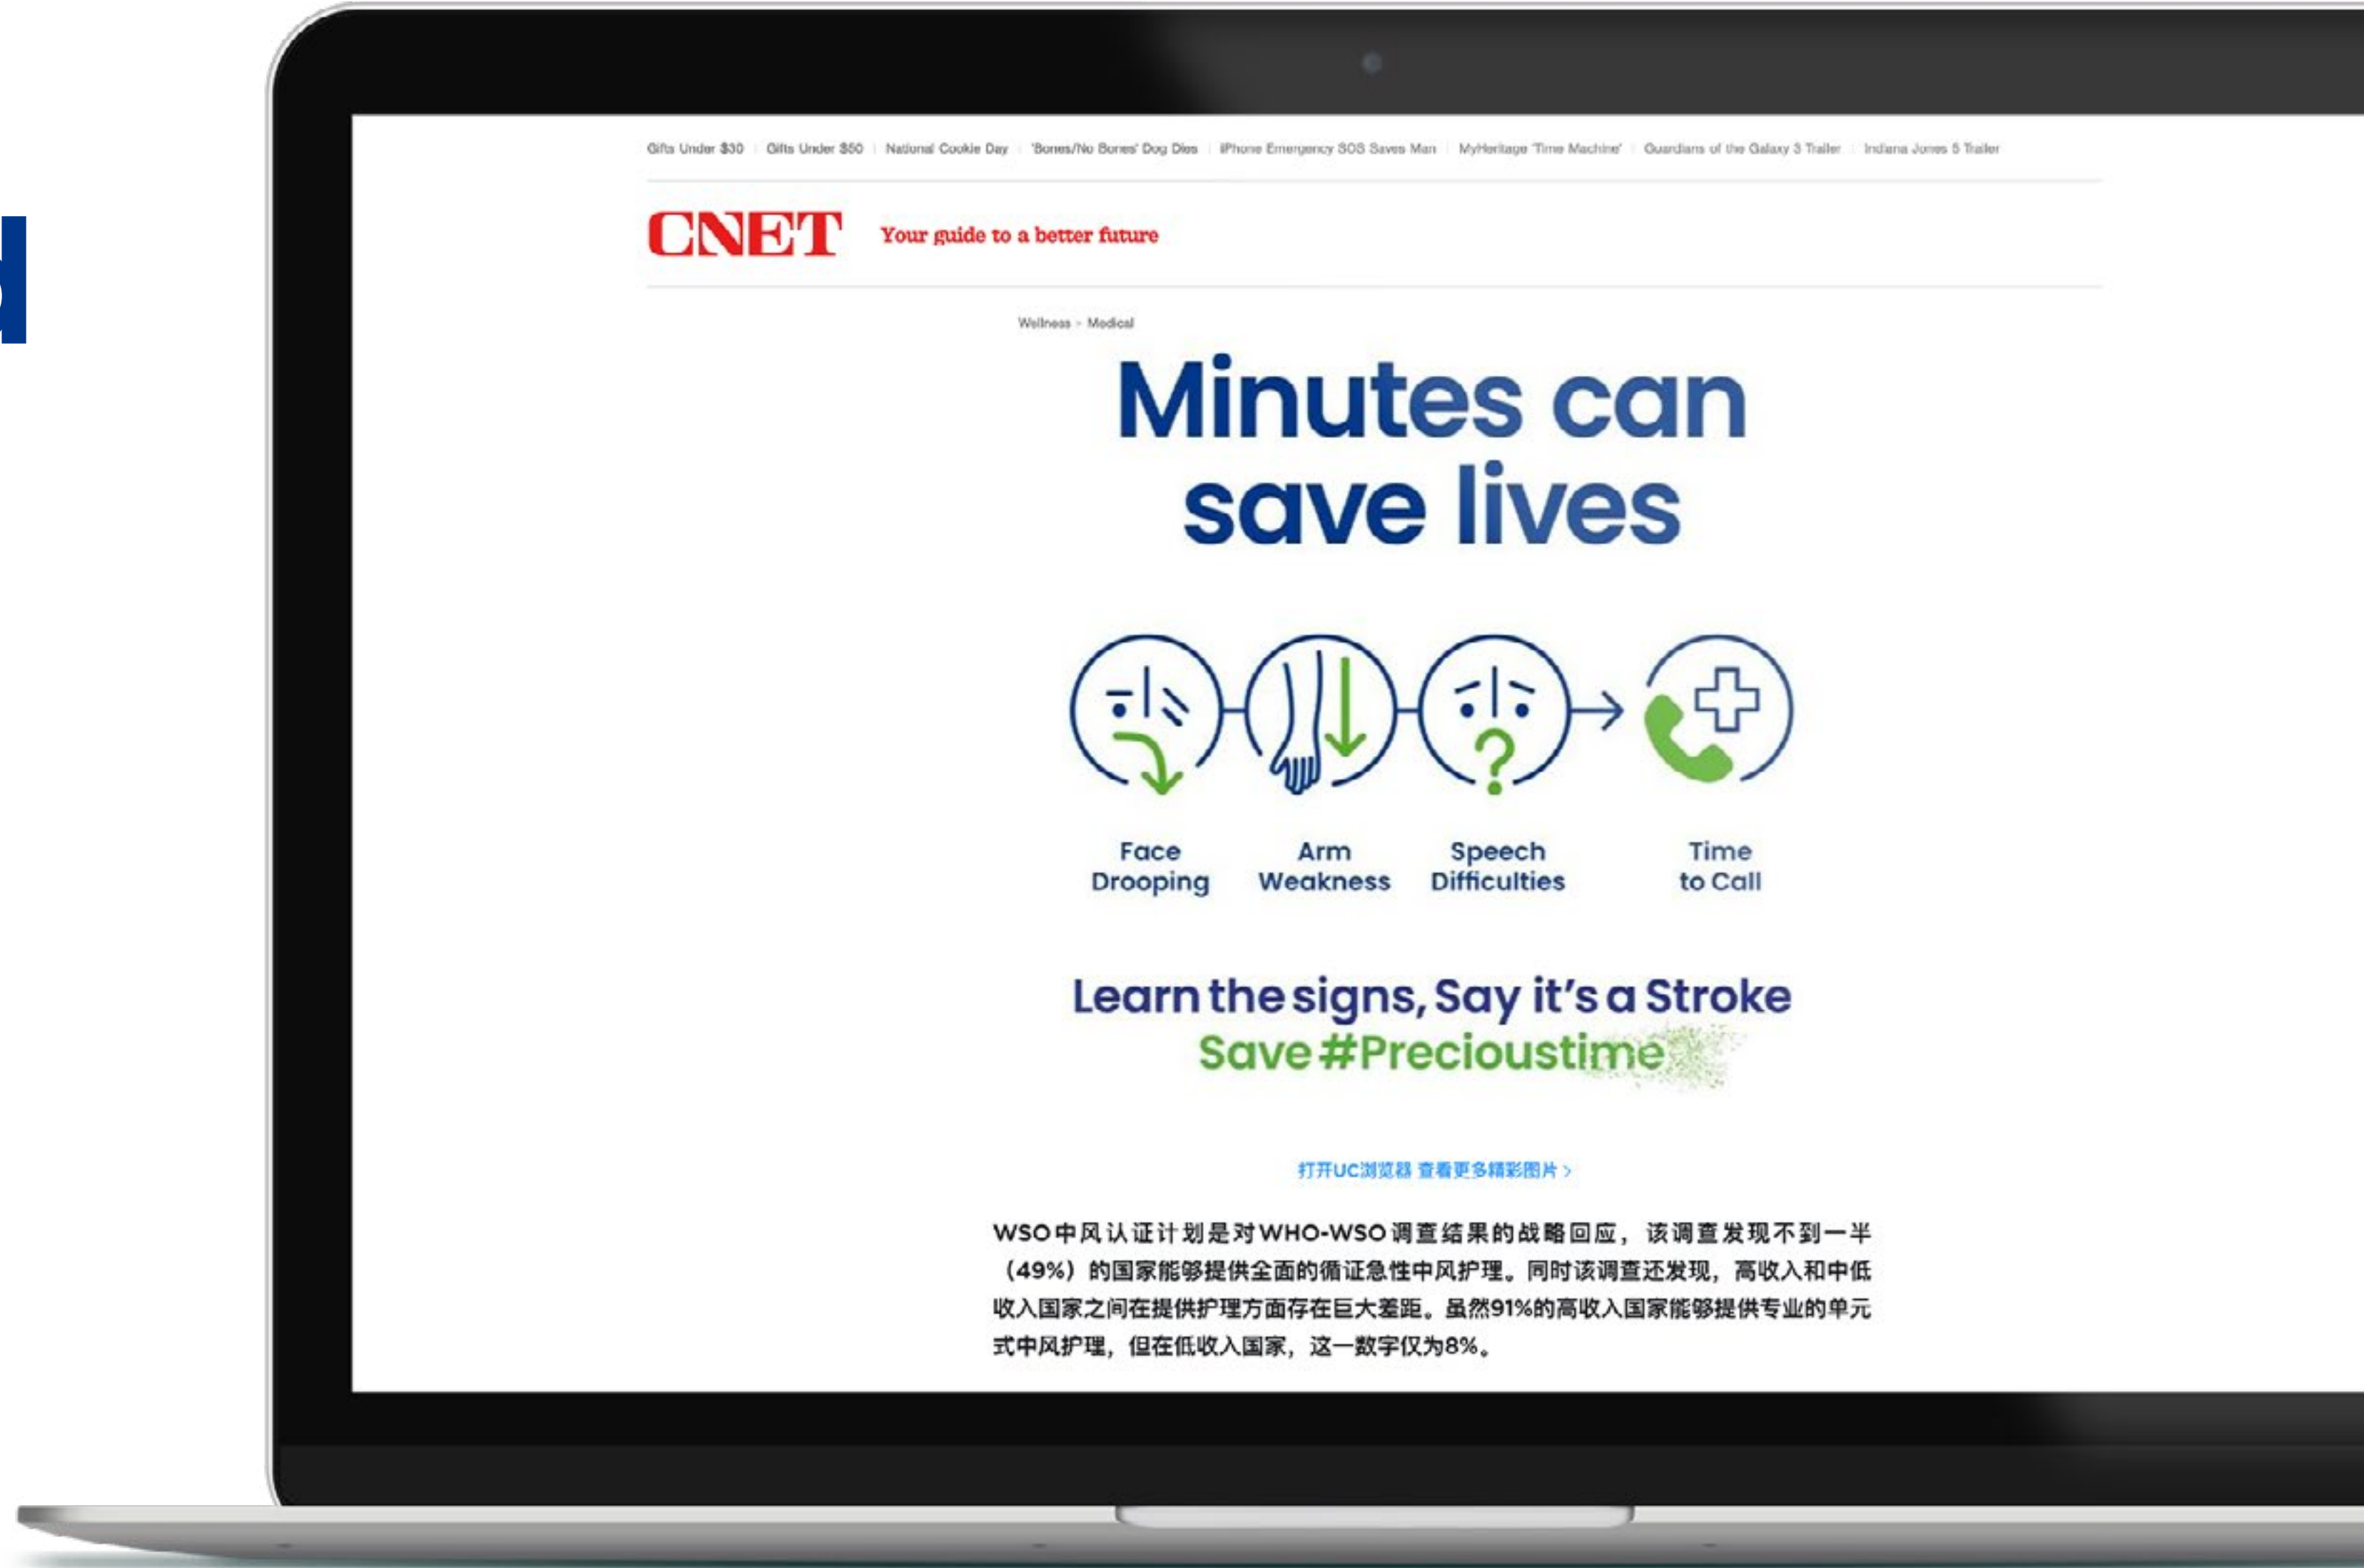 Gifts Under $30 | Gifts Under $50 | National Cookie Day | 'Bones/No Bones' Dog Dies | iPhone Emergency SOS Saves Man | MyHeritage 'Time Machine' | Guardians of the Galaxy 3 Trailer | Indiana Jones 5 Trailer
CNET Your guide to a better future
Wellness > Medical
Minutes can
save lives
Face Arm Speech Time
Drooping Weakness Difficulties to Call
Learn the signs, Say it's a Stroke
Save #Precioustime
打开UC浏览器 查看更多精彩图片 >
WSO中风认证计划是对WHO-WSO调查结果的战略回应，该调查发现不到一半
（49%）的国家能够提供全面的循证急性中风护理。同时该调查还发现，高收入和中低
收入国家之间在提供护理方面存在巨大差距。虽然91%的高收入国家能够提供专业的单元
式中风护理，但在低收入国家，这一数字仅为8%。